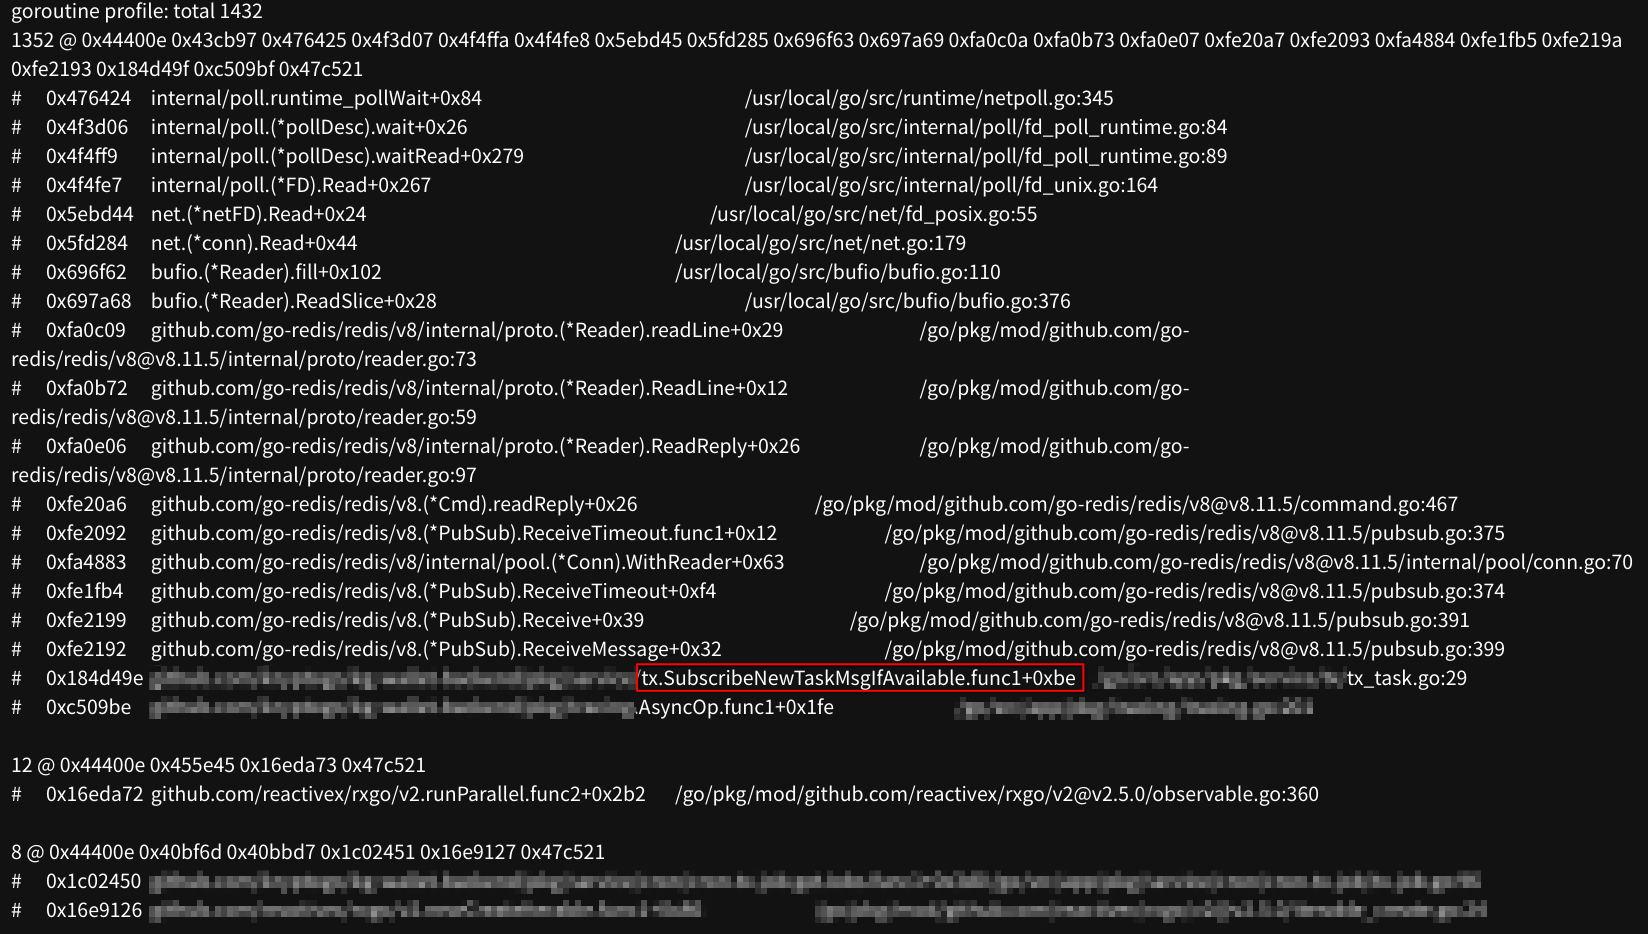 goroutine profile: total 1432
1352 @ 0x44400e 0x43cb97 0x476425 0x4f3d07 0x4f4ffa 0x4f4fe8 0x5ebd45 0x5fd285 0x696f63 0x697a69 0xfa0c0a 0xfa0b73 0xfa0e07 0xfe20a7 0xfe2093 0xfa4884 0xfe1fb5 0xfe219a
0xfe2193 0x184d49f 0xc509bf 0x47c521
# 0x476424 internal/poll.runtime_pollWait+0x84 /usr/local/go/src/runtime/netpoll.go:345
# 0x4f3d06 internal/poll.(*pollDesc).wait+0x26 /usr/local/go/src/internal/poll/fd_poll_runtime.go:84
# 0x4f4ff9 internal/poll.(*pollDesc).waitRead+0x279 /usr/local/go/src/internal/poll/fd_poll_runtime.go:89
# 0x4f4fe7 internal/poll.(*FD).Read+0x267 /usr/local/go/src/internal/poll/fd_unix.go:164
# 0x5ebd44 net.(*netFD).Read+0x24 /usr/local/go/src/net/fd_posix.go:55
# 0x5fd284 net.(*conn).Read+0x44 /usr/local/go/src/net/net.go:179
# 0x696f62 bufio.(*Reader).fill+0x102 /usr/local/go/src/bufio/bufio.go:110
# 0x697a68 bufio.(*Reader).ReadSlice+0x28 /usr/local/go/src/bufio/bufio.go:376
# 0xfa0c09 github.com/go-redis/redis/v8/internal/proto.(*Reader).readLine+0x29 /go/pkg/mod/github.com/go-
redis/redis/v8@v8.11.5/internal/proto/reader.go:73
# 0xfa0b72 github.com/go-redis/redis/v8/internal/proto.(*Reader).ReadLine+0x12 /go/pkg/mod/github.com/go-
redis/redis/v8@v8.11.5/internal/proto/reader.go:59
# 0xfa0e06 github.com/go-redis/redis/v8/internal/proto.(*Reader).ReadReply+0x26 /go/pkg/mod/github.com/go-
redis/redis/v8@v8.11.5/internal/proto/reader.go:97
# 0xfe20a6 github.com/go-redis/redis/v8.(*Cmd).readReply+0x26 /go/pkg/mod/github.com/go-redis/redis/v8@v8.11.5/command.go:467
# 0xfe2092 github.com/go-redis/redis/v8.(*PubSub).ReceiveTimeout.func1+0x12 /go/pkg/mod/github.com/go-redis/redis/v8@v8.11.5/pubsub.go:375
# 0xfa4883 github.com/go-redis/redis/v8/internal/pool.(*Conn).WithReader+0x63 /go/pkg/mod/github.com/go-redis/redis/v8@v8.11.5/internal/pool/conn.go:70
# 0xfe1fb4 github.com/go-redis/redis/v8.(*PubSub).ReceiveTimeout+0xf4 /go/pkg/mod/github.com/go-redis/redis/v8@v8.11.5/pubsub.go:374
# 0xfe2199 github.com/go-redis/redis/v8.(*PubSub).Receive+0x39 /go/pkg/mod/github.com/go-redis/redis/v8@v8.11.5/pubsub.go:391
# 0xfe2192 github.com/go-redis/redis/v8.(*PubSub).ReceiveMessage+0x32 /go/pkg/mod/github.com/go-redis/redis/v8@v8.11.5/pubsub.go:399
# 0x184d49e /tx.SubscribeNewTaskMsgIfAvailable.func1+0xbe tx_task.go:29
# 0xc509be .AsyncOp.func1+0x1fe
12 @ 0x44400e 0x455e45 0x16eda73 0x47c521
# 0x16eda72 github.com/reactivex/rxgo/v2.runParallel.func2+0x2b2 /go/pkg/mod/github.com/reactivex/rxgo/v2@v2.5.0/observable.go:360
8 @ 0x44400e 0x40bf6d 0x40bbd7 0x1c02451 0x16e9127 0x47c521
# 0x1c02450
# 0x16e9126